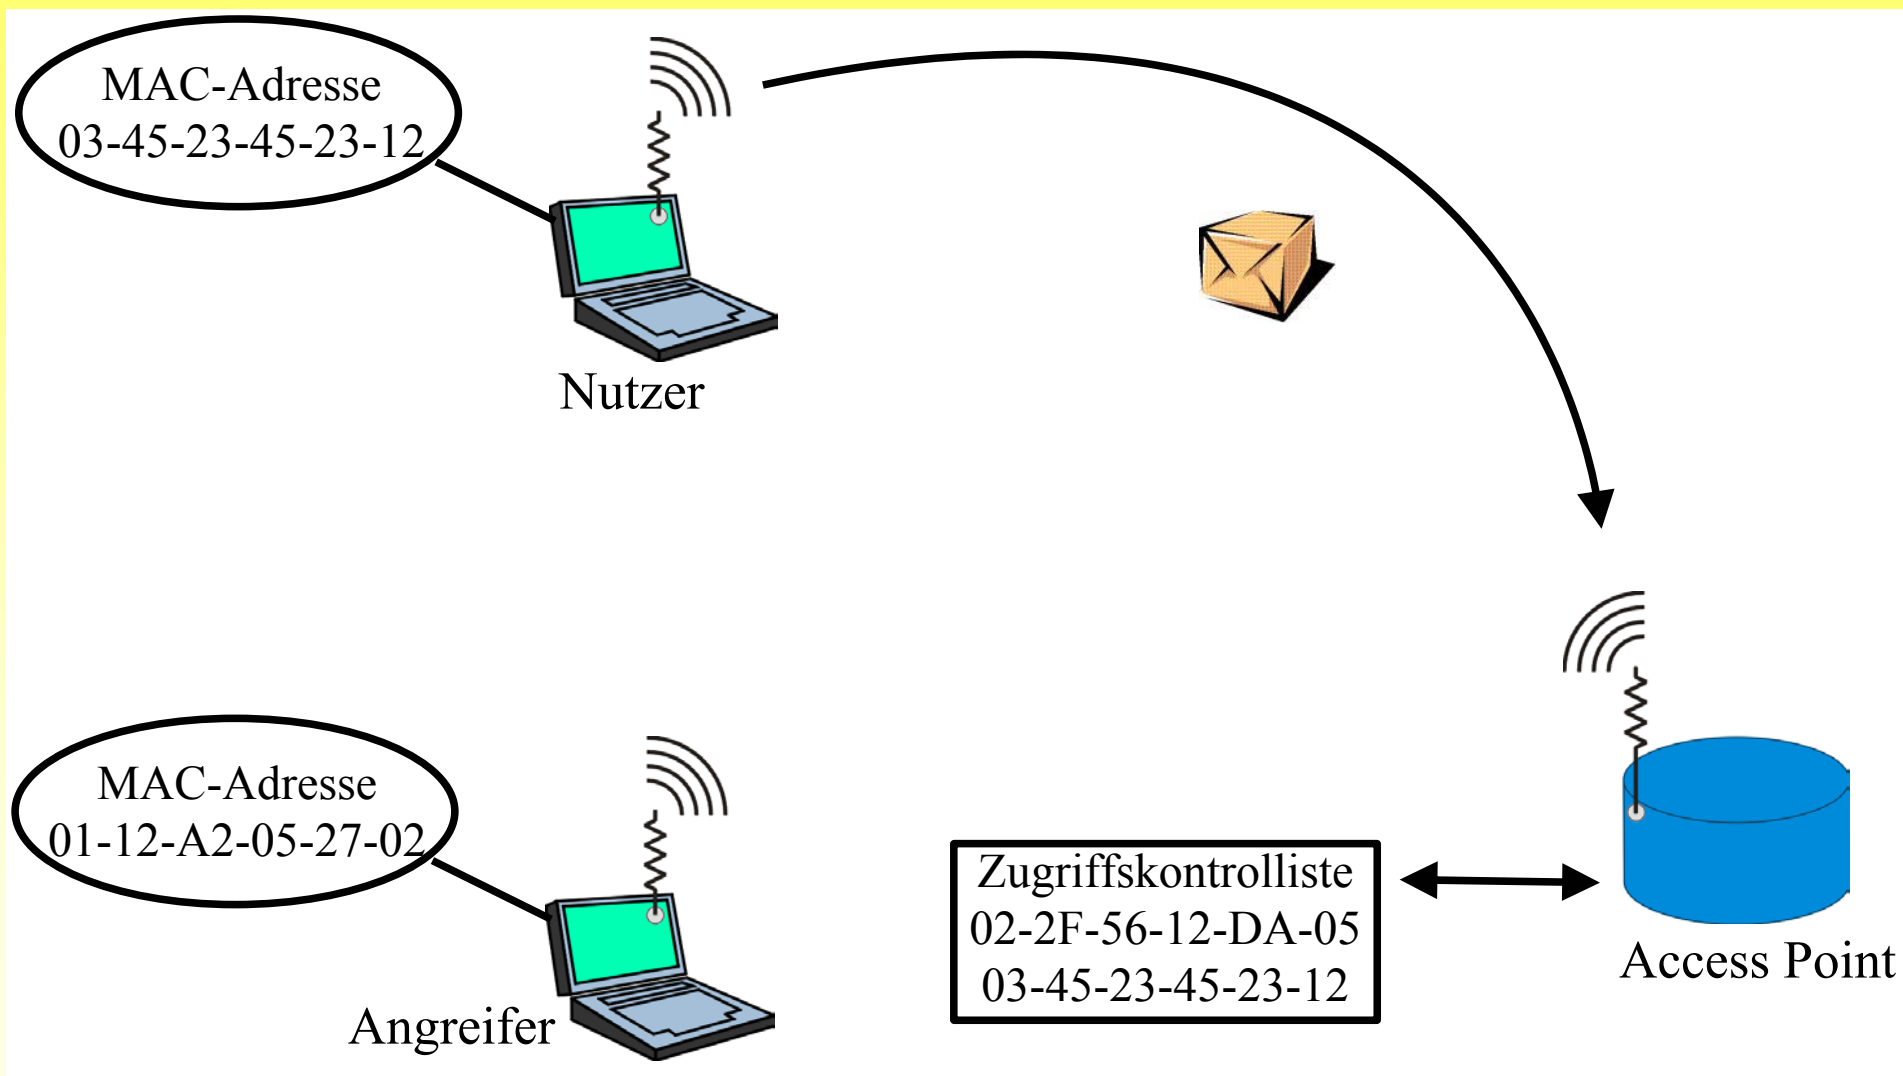 MAC-Adresse
03-45-23-45-23-12
Nutzer
MAC-Adresse
01-12-A2-05-27-02
Angreifer
Zugriffskontrolliste
02-2F-56-12-DA-05
03-45-23-45-23-12
Access Point